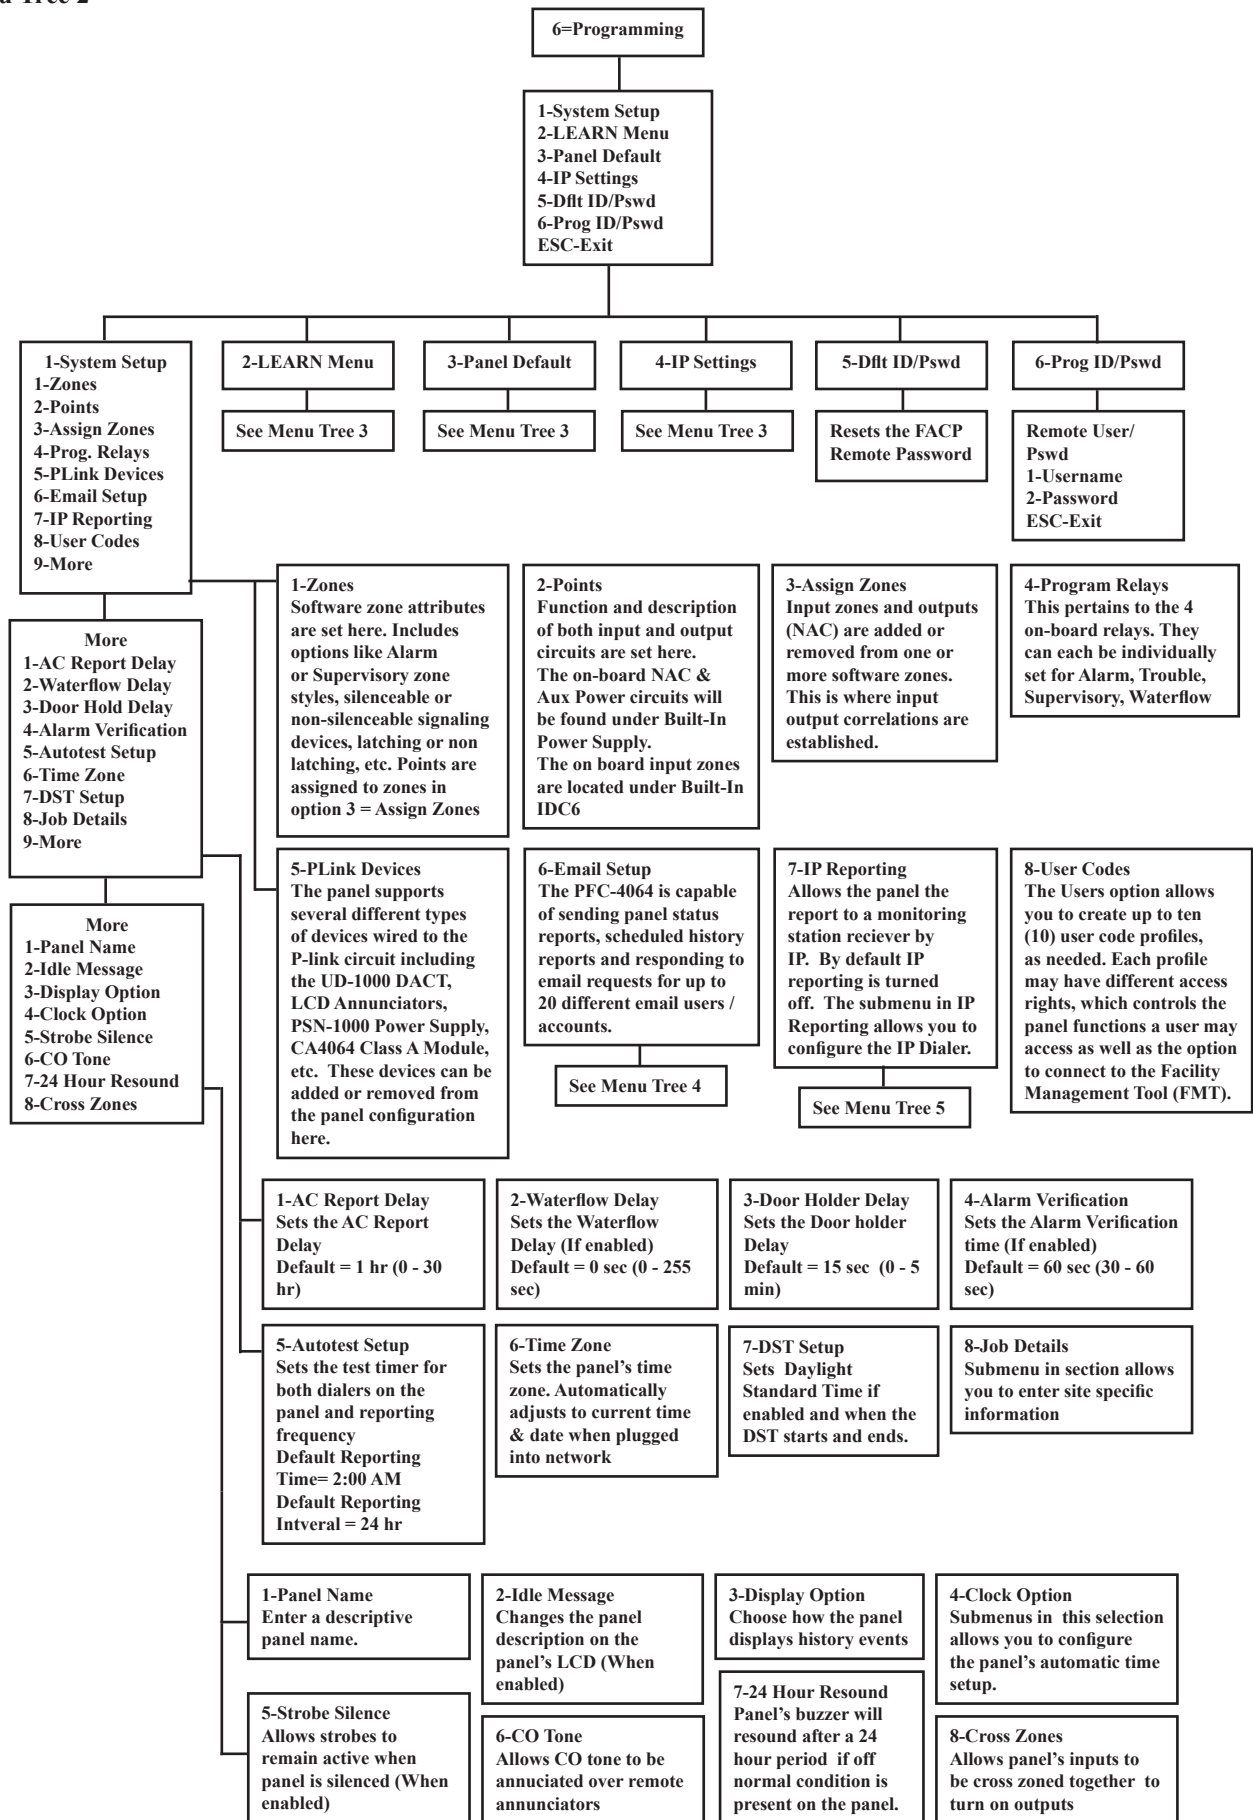 6=Programming
1-System Setup
2-LEARN Menu
3-Panel Default
4-IP Settings
5-Dflt ID/Pswd
6-Prog ID/Pswd
ESC-Exit
1-System Setup
1-Zones
2-Points
3-Assign Zones
4-Prog. Relays
5-PLink Devices
6-Email Setup
7-IP Reporting
8-User Codes
9-More
2-LEARN Menu
See Menu Tree 3
3-Panel Default
See Menu Tree 3
4-IP Settings
See Menu Tree 3
5-Dflt ID/Pswd
Resets the FACP
Remote Password
6-Prog ID/Pswd
Remote User/
Pswd
1-Username
2-Password
ESC-Exit
More
1-AC Report Delay
2-Waterflow Delay
3-Door Hold Delay
4-Alarm Verification
5-Autotest Setup
6-Time Zone
7-DST Setup
8-Job Details
9-More
More
1-Panel Name
2-Idle Message
3-Display Option
4-Clock Option
5-Strobe Silence
6-CO Tone
7-24 Hour Resound
8-Cross Zones
1-Zones
Software zone attributes
are set here. Includes
options like Alarm
or Supervisory zone
styles, silenceable or
non-silenceable signaling
devices, latching or non
latching, etc. Points are
assigned to zones in
option 3 = Assign Zones
2-Points
Function and description
of both input and output
circuits are set here.
The on-board NAC &
Aux Power circuits will
be found under Built-In
Power Supply.
The on board input zones
are located under Built-In
IDC6
3-Assign Zones
Input zones and outputs
(NAC) are added or
removed from one or
more software zones.
This is where input
output correlations are
established.
4-Program Relays
This pertains to the 4
on-board relays. They
can each be individually
set for Alarm, Trouble,
Supervisory, Waterflow
5-PLink Devices
The panel supports
several different types
of devices wired to the
P-link circuit including
the UD-1000 DACT,
LCD Annunciators,
PSN-1000 Power Supply,
CA4064 Class A Module,
etc. These devices can be
added or removed from
the panel configuration
here.
6-Email Setup
The PFC-4064 is capable
of sending panel status
reports, scheduled history
reports and responding to
email requests for up to
20 different email users /
accounts.
See Menu Tree 4
7-IP Reporting
Allows the panel the
report to a monitoring
station reciever by
IP. By default IP
reporting is turned
off. The submenu in IP
Reporting allows you to
configure the IP Dialer.
See Menu Tree 5
8-User Codes
The Users option allows
you to create up to ten
(10) user code profiles,
as needed. Each profile
may have different access
rights, which controls the
panel functions a user may
access as well as the option
to connect to the Facility
Management Tool (FMT).
1-AC Report Delay
Sets the AC Report
Delay
Default = 1 hr (0 - 30
hr)
2-Waterflow Delay
Sets the Waterflow
Delay (If enabled)
Default = 0 sec (0 - 255
sec)
3-Door Holder Delay
Sets the Door holder
Delay
Default = 15 sec (0 - 5
min)
4-Alarm Verification
Sets the Alarm Verification
time (If enabled)
Default = 60 sec (30 - 60
sec)
5-Autotest Setup
Sets the test timer for
both dialers on the
panel and reporting
frequency
Default Reporting
Time= 2:00 AM
Default Reporting
Intveral = 24 hr
6-Time Zone
Sets the panel's time
zone. Automatically
adjusts to current time
& date when plugged
into network
7-DST Setup
Sets Daylight
Standard Time if
enabled and when the
DST starts and ends.
8-Job Details
Submenu in section allows
you to enter site specific
information
1-Panel Name
Enter a descriptive
panel name.
2-Idle Message
Changes the panel
description on the
panel's LCD (When
enabled)
3-Display Option
Choose how the panel
displays history events
4-Clock Option
Submenus in this selection
allows you to configure
the panel's automatic time
setup.
5-Strobe Silence
Allows strobes to
remain active when
panel is silenced (When
enabled)
6-CO Tone
Allows CO tone to be
annuciated over remote
annunciators
7-24 Hour Resound
Panel's buzzer will
resound after a 24
hour period if off
normal condition is
present on the panel.
8-Cross Zones
Allows panel's inputs to
be cross zoned together to
turn on outputs